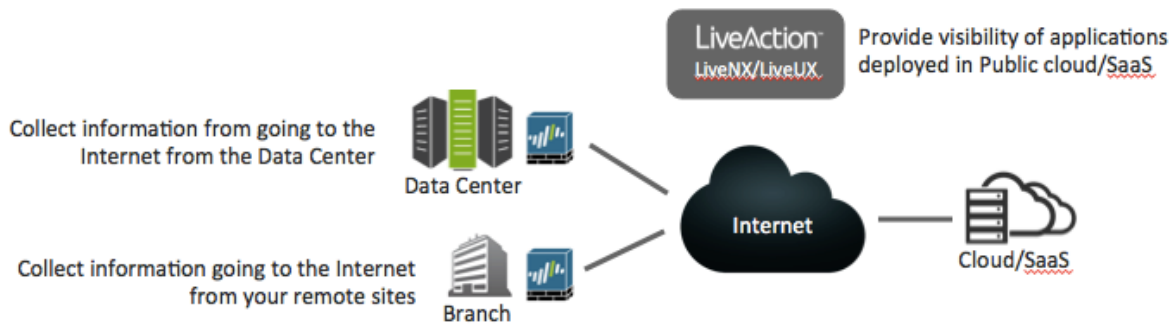 LiveAction
LiveNX/LiveUX
Provide visibility of applications
deployed in Public cloud/SaaS
Collect information from going to the
Internet from the Data Center
Data Center
Internet
Cloud/SaaS
Collect information going to the Internet
from your remote sites
Branch